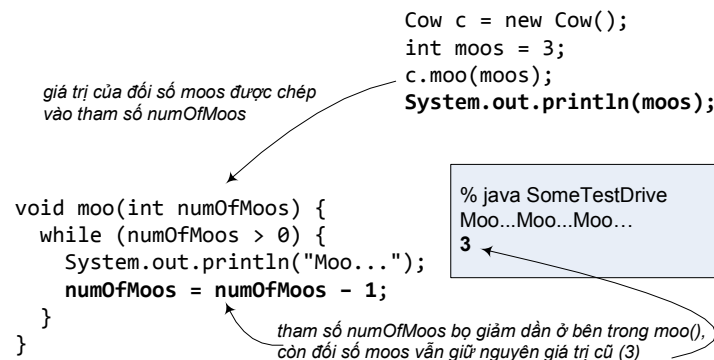 Cow c = new Cow();
int moos = 3;
c.moo(moos);
System.out.println(moos);
giá trị của đối số moos được chép
vào tham số numOfMoos
void moo(int numOfMoos) {
while (numOfMoos > 0) {
System.out.println("Moo...");
numOfMoos = numOfMoos – 1;
}
}
% java SomeTestDrive
Moo...Moo...Moo…
3
tham số numOfMoos bọ giảm dần ở bên trong moo(),
còn đối số moos vẫn giữ nguyên giá trị cũ (3)